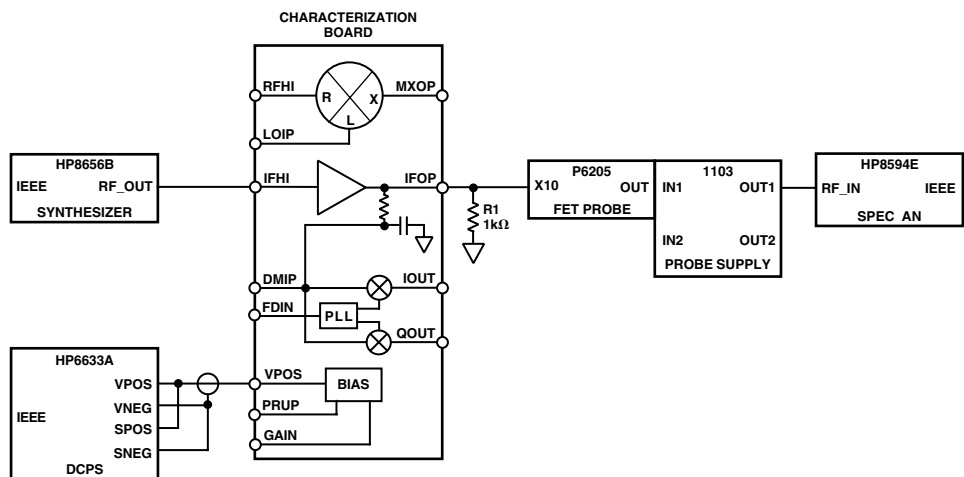 CHARACTERIZATION
BOARD
RFHI
R
X
L
MXOP
LOIP
HP8656B
IEEE
RF_OUT
SYNTHESIZER
IFHI
IFOP
R1
1kΩ
P6205
X10
OUT
FET PROBE
1103
IN1
OUT1
IN2
OUT2
PROBE SUPPLY
HP8594E
RF_IN
IEEE
SPEC AN
DMIP
IOUT
FDIN
PLL
QOUT
HP6633A
VPOS
IEEE
VNEG
SPOS
SNEG
DCPS
VPOS
BIAS
PRUP
GAIN